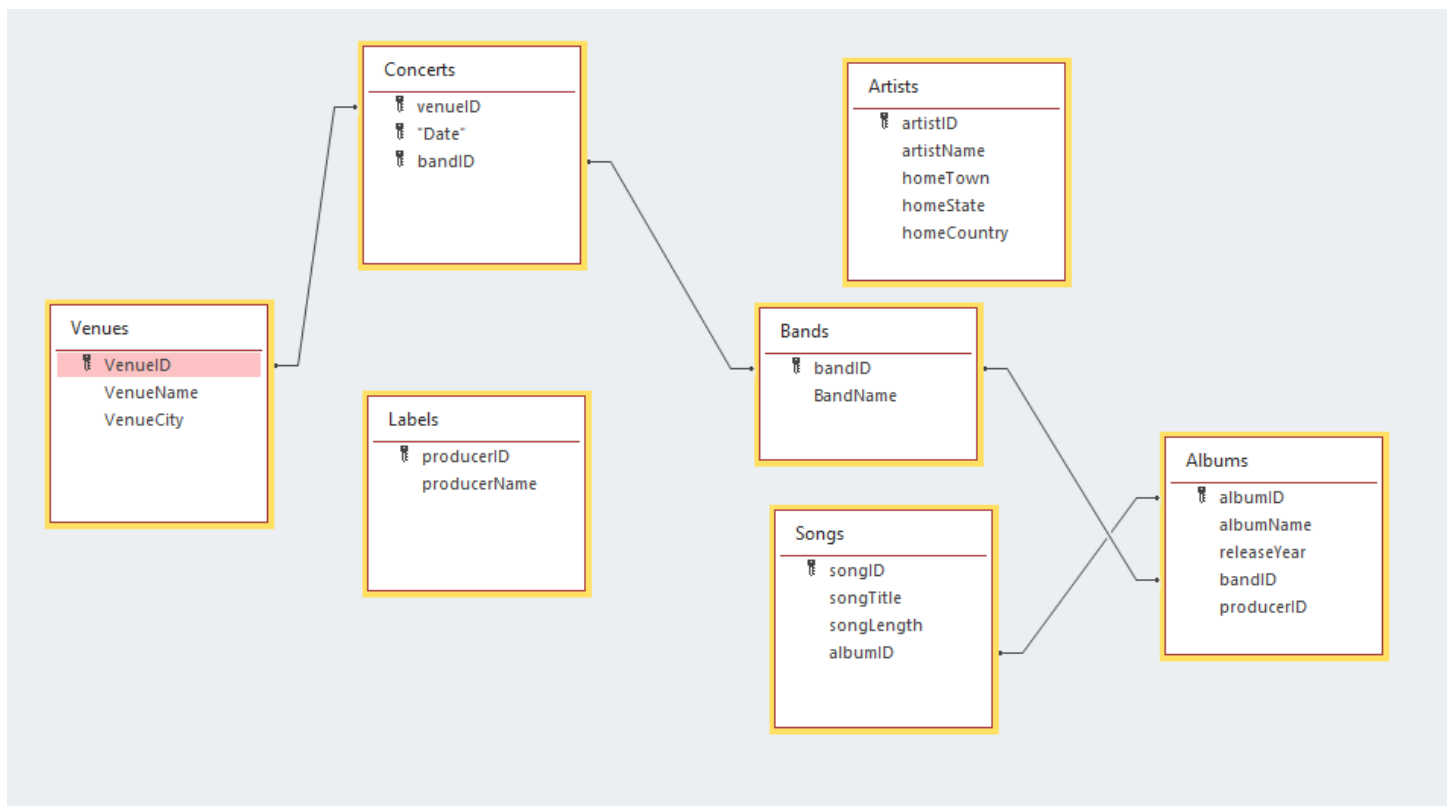 Concerts
venueID
"Date"
bandID
Artists
artistID
artistName
homeTown
homeState
homeCountry
Venues
VenueID
VenueName
VenueCity
Labels
producerID
producerName
Bands
bandID
BandName
Songs
songID
songTitle
songLength
albumID
Albums
albumID
albumName
releaseYear
bandID
producerID